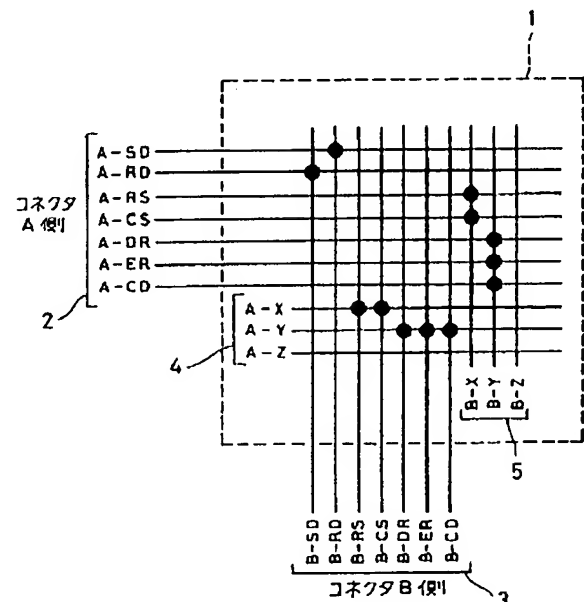 1
A-SD
A-RD
A-RS
A-CS
A-DR
A-ER
A-CD
コネクタ
A側
2
A-X
A-Y
A-Z
4
B-X
B-Y
B-Z
5
B-SD
B-RD
B-RS
B-CS
B-DR
B-ER
B-CD
コネクタB側
3